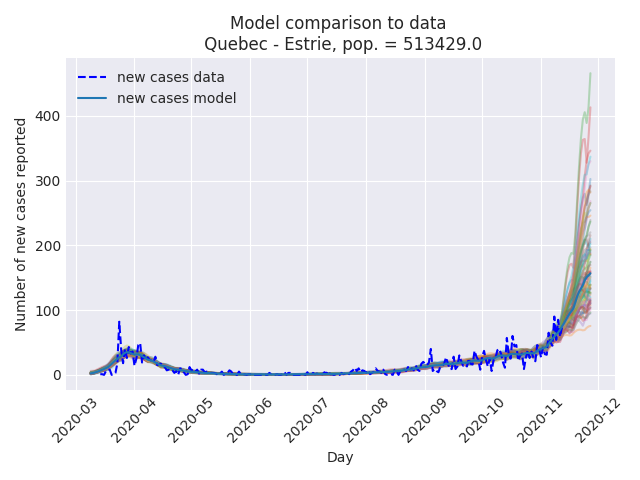 Model comparison to data
Quebec - Estrie, pop. = 513429.0
new cases data
new cases model
Number of new cases reported
400
300
200
100
0
2020-03
2020-04
2020-05
2020-06
2020-07
2020-08
2020-09
2020-10
2020-11
2020-12
Day